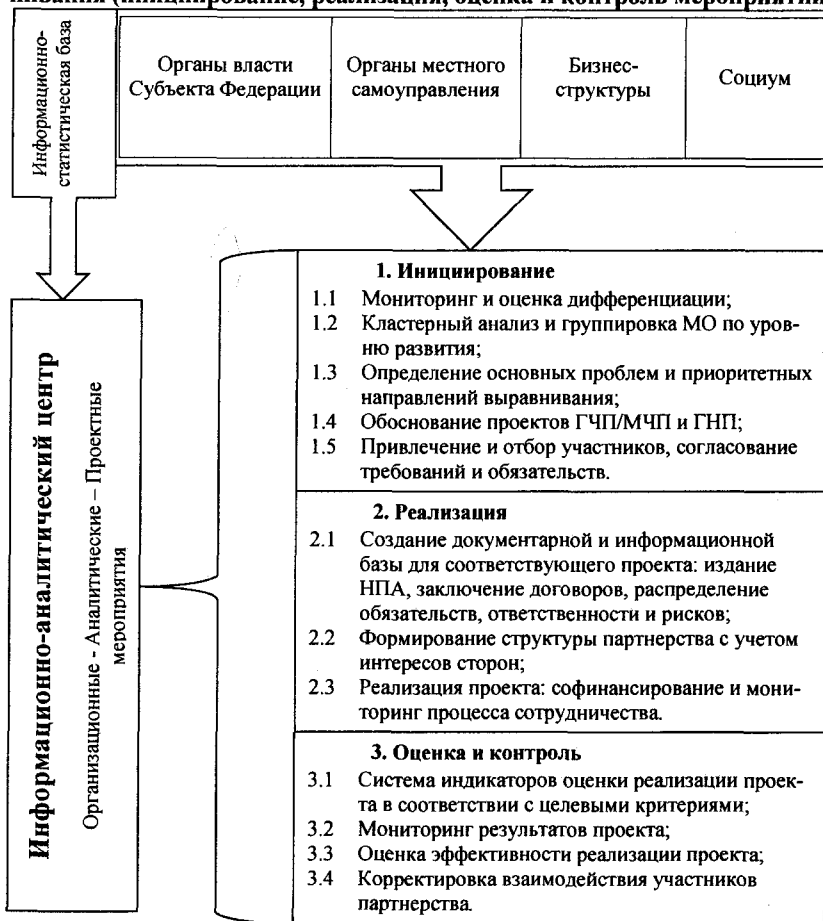 нивания (инициирование, реализация, оценка и контроль мероприятий
Информационно-
статистическая база
Органы власти
Субъекта Федерации
Органы местного
самоуправления
Бизнес-
структуры
Социум
Информационно-аналитический центр
Организационные - Аналитические – Проектные
мероприятия
1. Инициирование
1.1 Мониторинг и оценка дифференциации;
1.2 Кластерный анализ и группировка МО по уров-
ню развития;
1.3 Определение основных проблем и приоритетных
направлений выравнивания;
1.4 Обоснование проектов ГЧП/МЧП и ГНП;
1.5 Привлечение и отбор участников, согласование
требований и обязательств.
2. Реализация
2.1 Создание документарной и информационной
базы для соответствующего проекта: издание
НПА, заключение договоров, распределение
обязательств, ответственности и рисков;
2.2 Формирование структуры партнерства с учетом
интересов сторон;
2.3 Реализация проекта: софинансирование и мони-
торинг процесса сотрудничества.
3. Оценка и контроль
3.1 Система индикаторов оценки реализации проек-
та в соответствии с целевыми критериями;
3.2 Мониторинг результатов проекта;
3.3 Оценка эффективности реализации проекта;
3.4 Корректировка взаимодействия участников
партнерства.